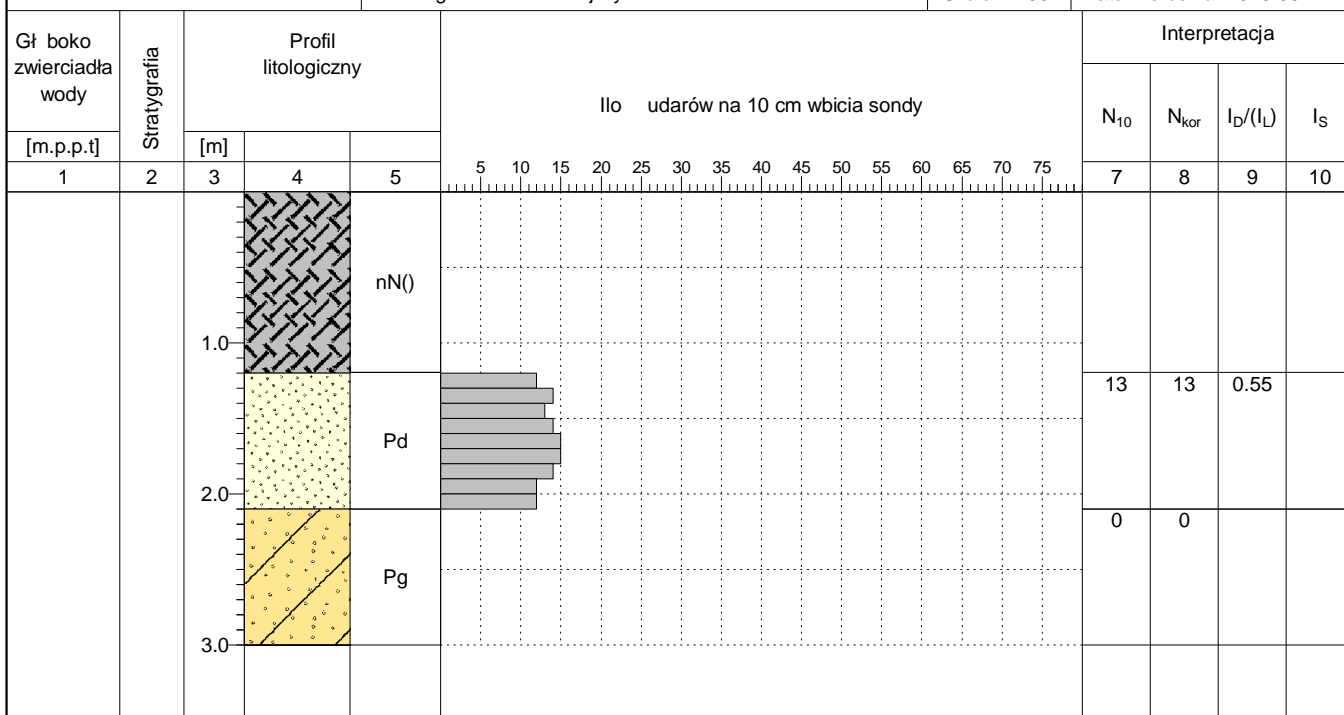 Gł boko
zwierciadła
wody
[m.p.p.t]
Stratygrafia
Profil
litologiczny
[m]
Ilo udarów na 10 cm wbicia sondy
Interpretacja
N10
Nkor
ID/(IL)
IS
5 10 15 20 25 30 35 40 45 50 55 60 65 70 75
1 2 3 4 5 7 8 9 10
nN()
1.0
13 13 0.55
Pd
2.0
0 0
Pg
3.0